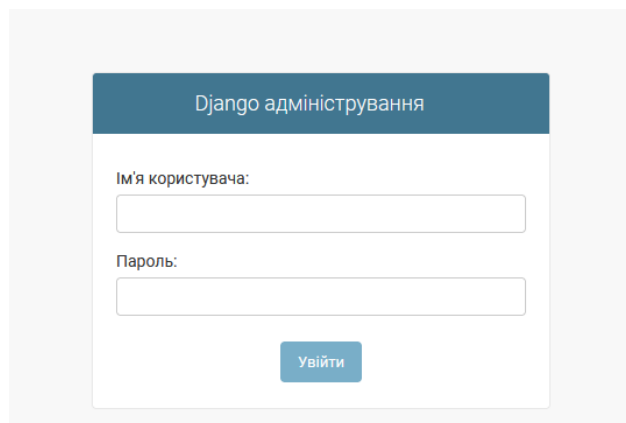 Django адміністрування
Ім'я користувача:
Пароль:
Увійти